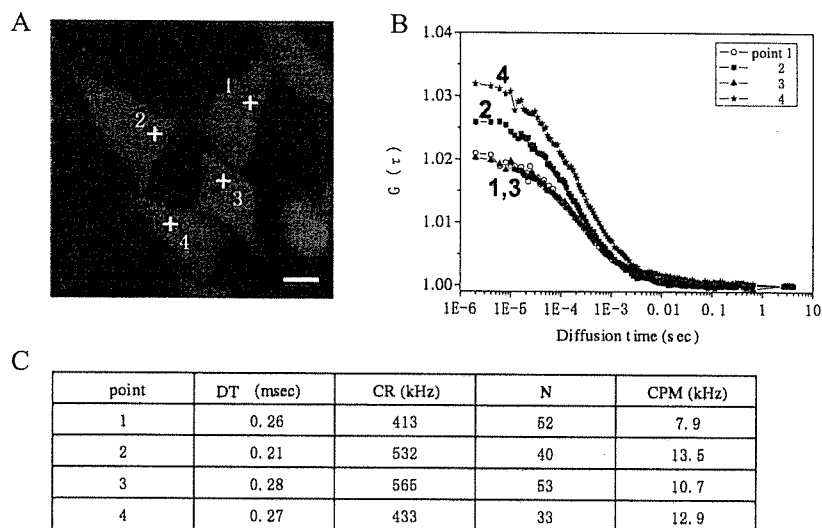 A
1
2
3
4
B
G (τ)
1.04
1.03
1.02
1.01
1.00
4
2
1,3
point 1
2
3
4
1E-6 1E-5 1E-4 1E-3 0.01 0.1 1 10
Diffusion time (sec)
C
point DT (msec) CR (kHz) N CPM (kHz)
1 0.26 413 52 7.9
2 0.21 532 40 13.5
3 0.28 565 53 10.7
4 0.27 433 33 12.9